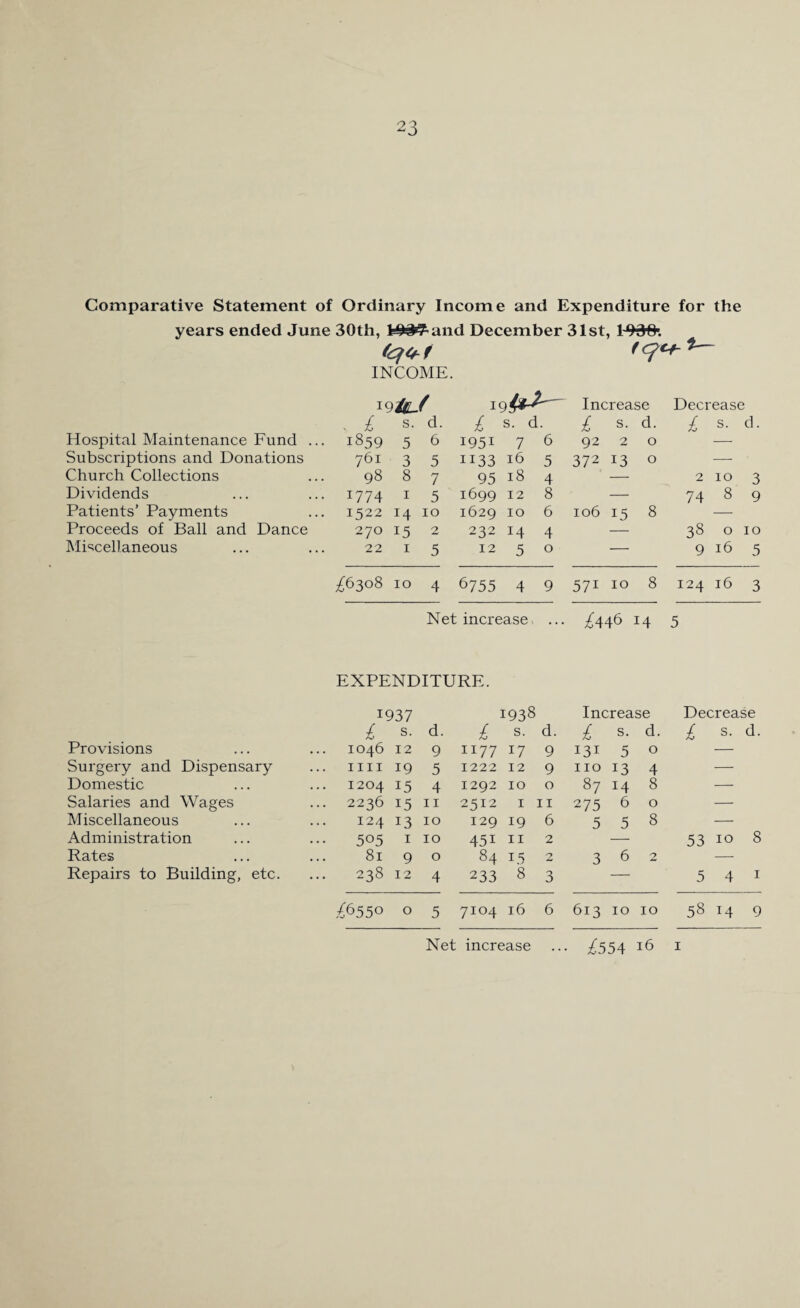 23
Comparative Statement of Ordinary Income and Expenditure for the
years ended June 30th, 1937 and December 31st, 1938.
1941 1942
INCOME.
1941 1942 Increase Decrease
£ s. d. £ s. d. £ s. d. £ s. d.
Hospital Maintenance Fund ... 1859 5 6 1951 7 6 92 2 0 —
Subscriptions and Donations 761 3 5 1133 16 5 372 13 0 —
Church Collections ... 98 8 7 95 18 4 — 2 10 3
Dividends ... ... 1774 1 5 1699 12 8 — 74 8 9
Patients' Payments ... 1522 14 10 1629 10 6 106 15 8 —
Proceeds of Ball and Dance 270 15 2 232 14 4 — 38 0 10
Miscellaneous ... ... 22 1 5 12 5 0 — 9 16 5
£6308 10 4 6755 4 9 571 10 8 124 16 3
Net increase ... £446 14 5
EXPENDITURE.
1937 1938 Increase Decrease
£ s. d. £ s. d. £ s. d. £ s. d.
Provisions ... ... 1046 12 9 1177 17 9 131 5 0 —
Surgery and Dispensary ... 1111 19 5 1222 12 9 110 13 4 —
Domestic ... ... 1204 15 4 1292 10 0 87 14 8 —
Salaries and Wages ... 2236 15 11 2512 1 11 275 6 0 —
Miscellaneous ... ... 124 13 10 129 19 6 5 5 8 —
Administration ... ... 505 1 10 451 11 2 — 53 10 8
Rates ... ... 81 9 0 84 15 2 3 6 2 —
Repairs to Building, etc. ... 238 12 4 233 8 3 — 5 4 1
£6550 0 5 7104 16 6 613 10 10 58 14 9
Net increase ... £554 16 1